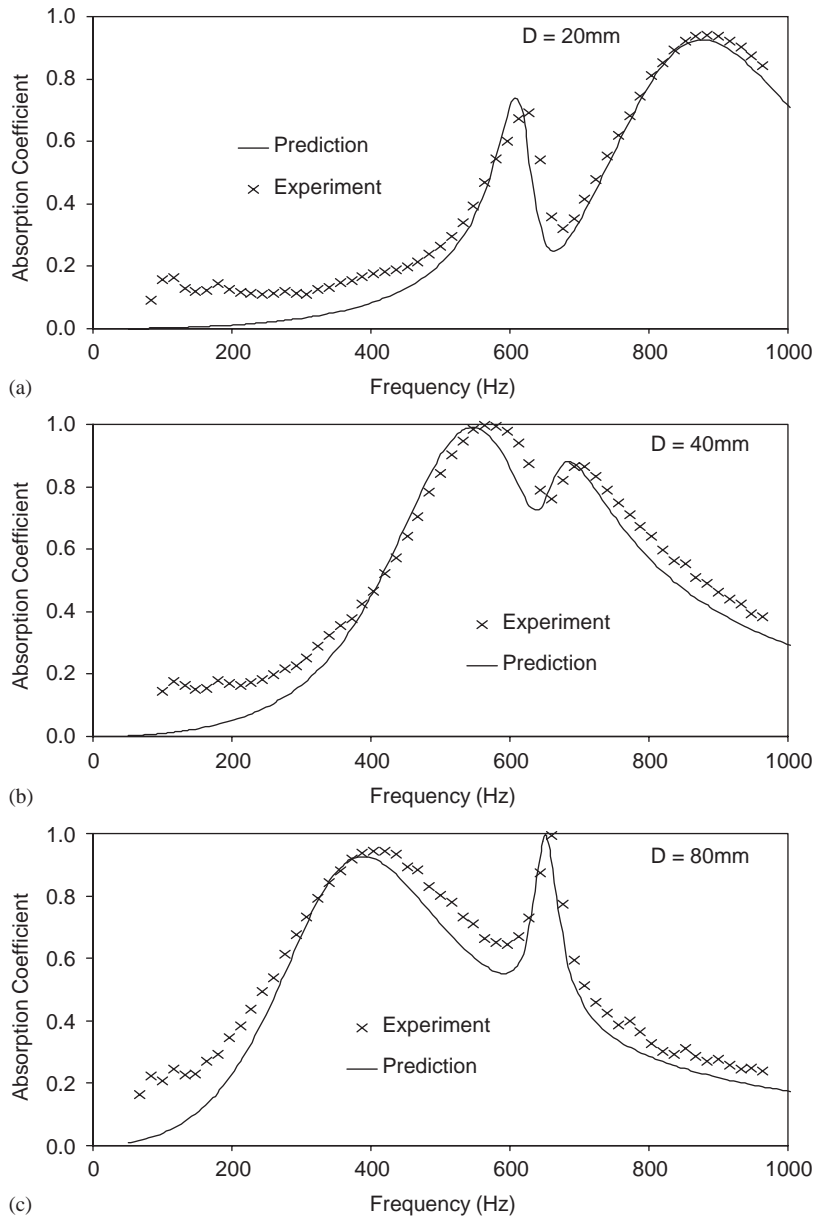 1.0
D = 20mm
0.8
Absorption Coefficient
0.6
Prediction
Experiment
0.4
0.2
0.0
0 200 400 600 800 1000
(a)
Frequency (Hz)
1.0
D = 40mm
0.8
Absorption Coefficient
0.6
0.4
Experiment
Prediction
0.2
0.0
0 200 400 600 800 1000
(b)
Frequency (Hz)
1.0
D = 80mm
0.8
Absorption Coefficient
0.6
0.4
Experiment
Prediction
0.2
0.0
0 200 400 600 800 1000
(c)
Frequency (Hz)